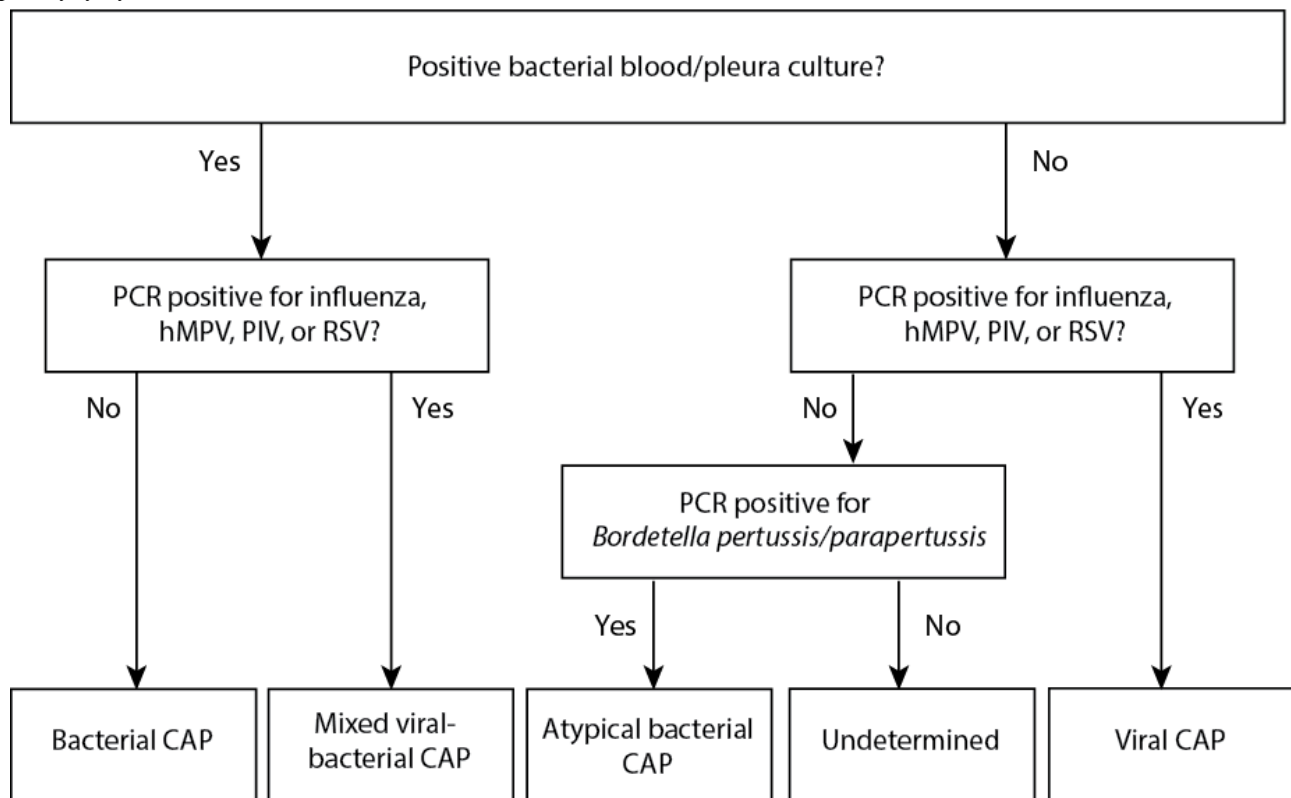 Positive bacterial blood/pleura culture?
Yes
No
PCR positive for influenza,
hMPV, PIV, or RSV?
PCR positive for influenza,
hMPV, PIV, or RSV?
No
Yes
No
Yes
PCR positive for
Bordetella pertussis/parapertussis
Yes
No
Bacterial CAP
Mixed viral-
bacterial CAP
Atypical bacterial
CAP
Undetermined
Viral CAP